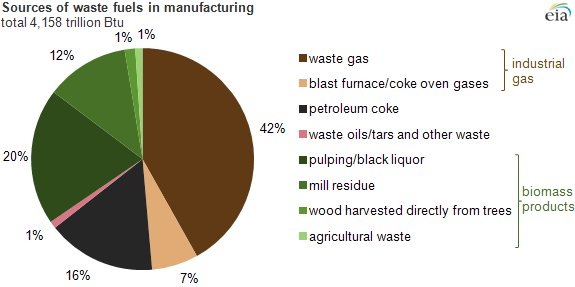 Sources of waste fuels in manufacturing
total 4,158 trillion Btu
eia
1%
1%
12%
42%
20%
1%
16%
7%
waste gas
blast furnace/coke oven gases
industrial
gas
petroleum coke
waste oils/tars and other waste
pulping/black liquor
mill residue
wood harvested directly from trees
agricultural waste
biomass
products